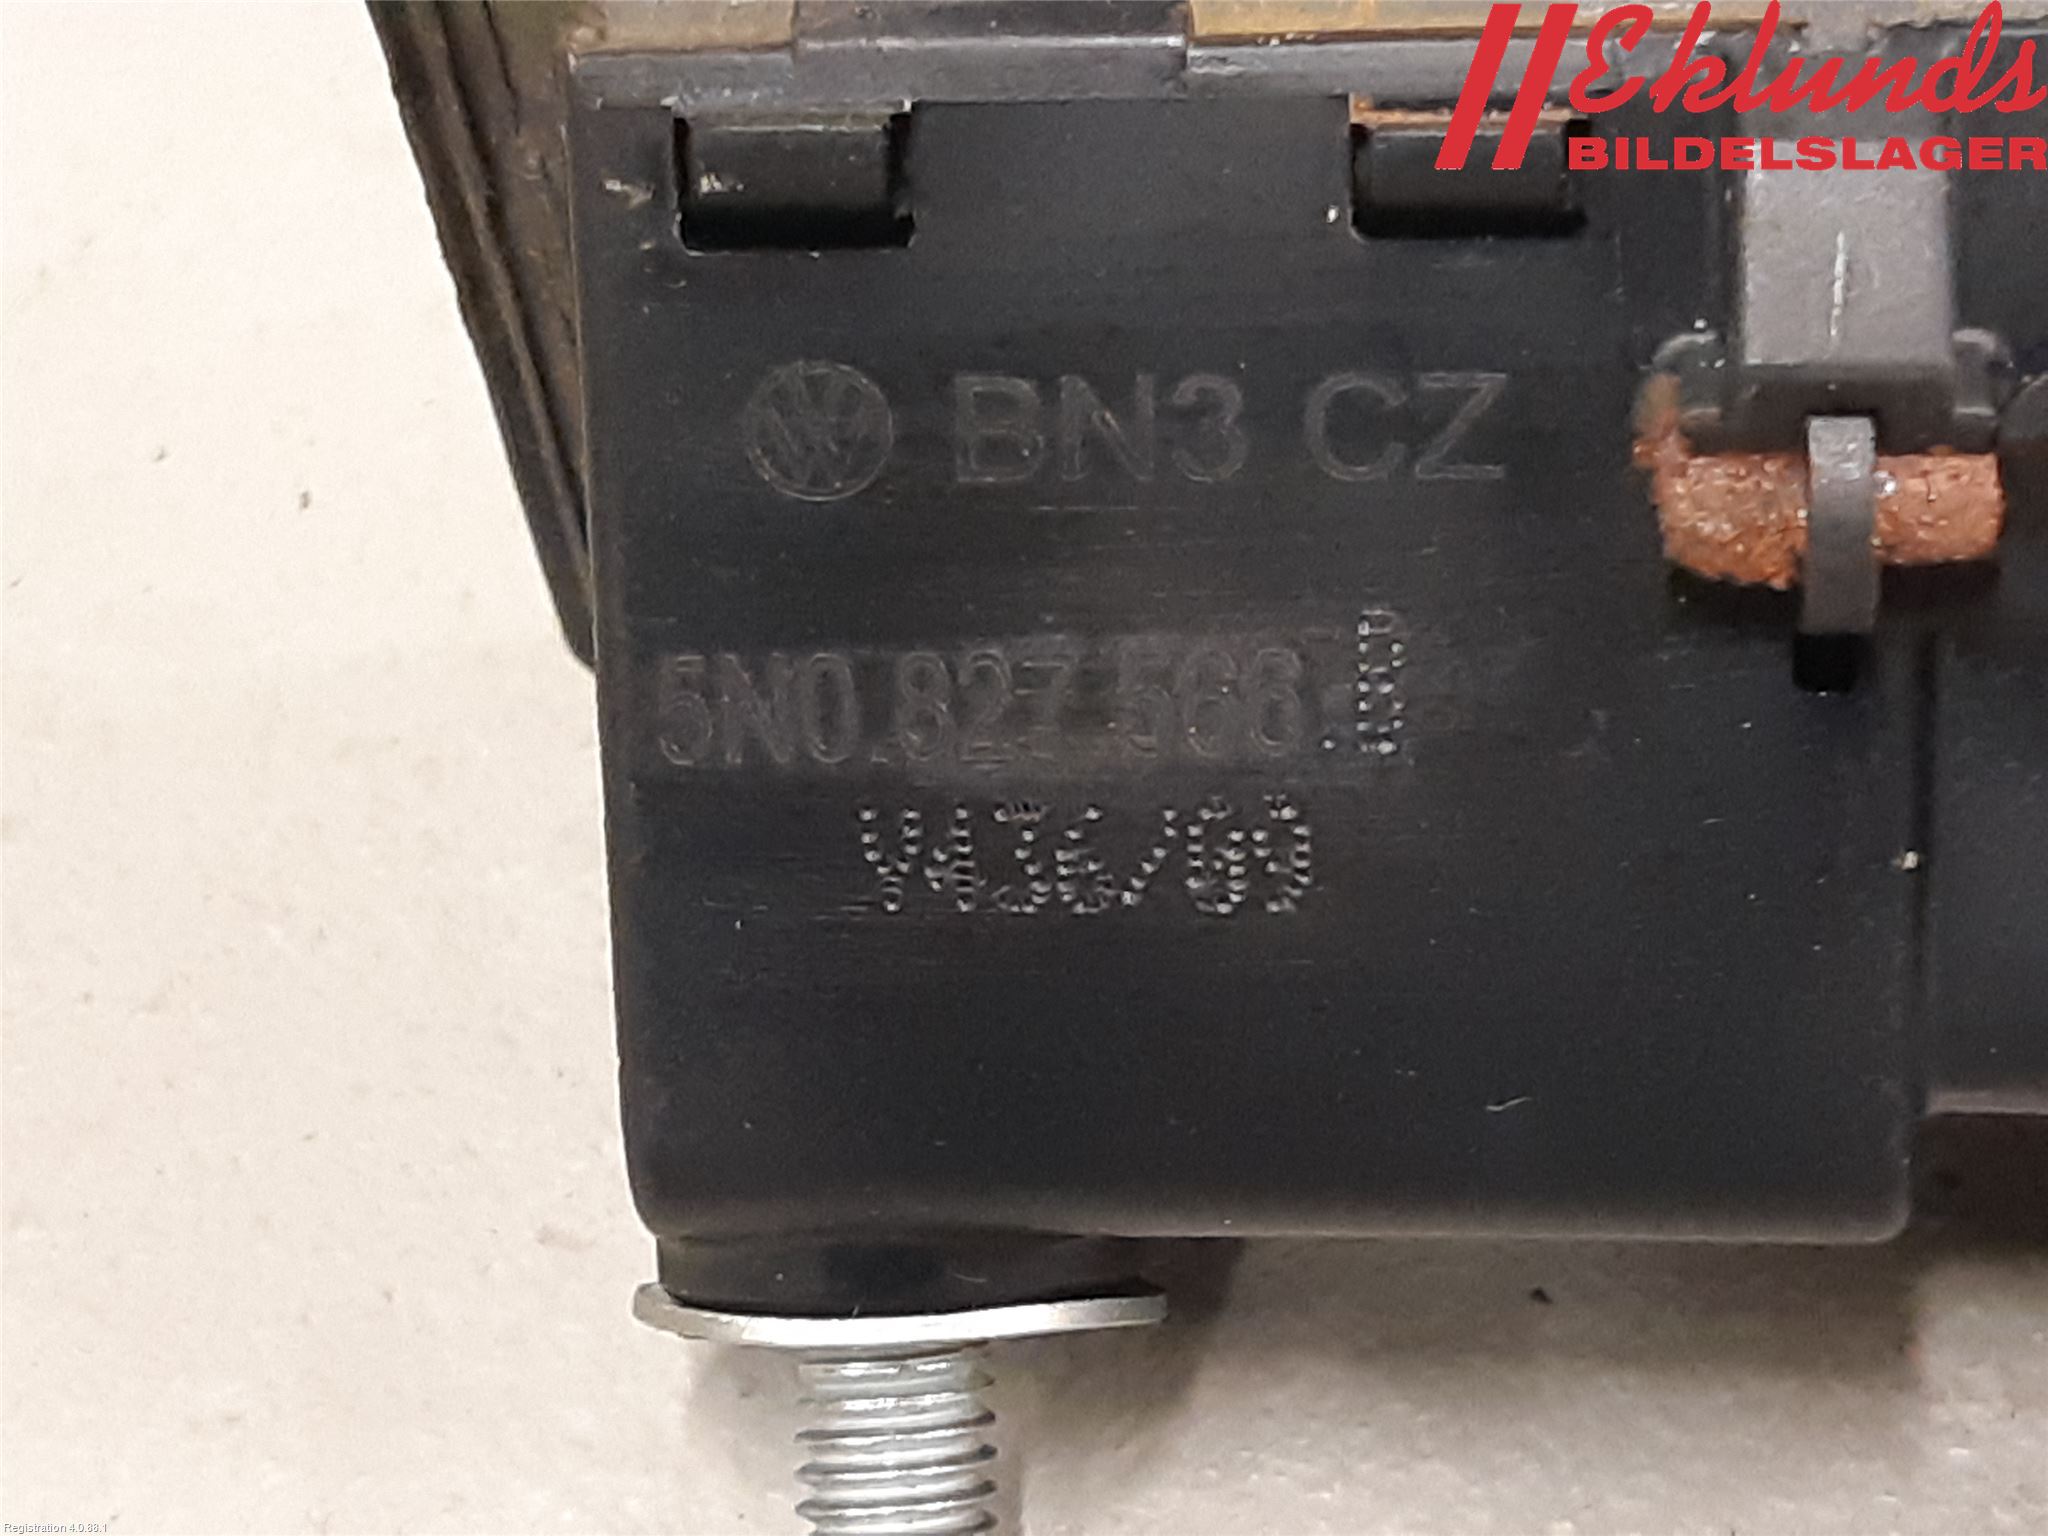 Eklunds
BILDELSLAGER
BN3 CZ
5N0.827.566.
Registration 4.0.88.1